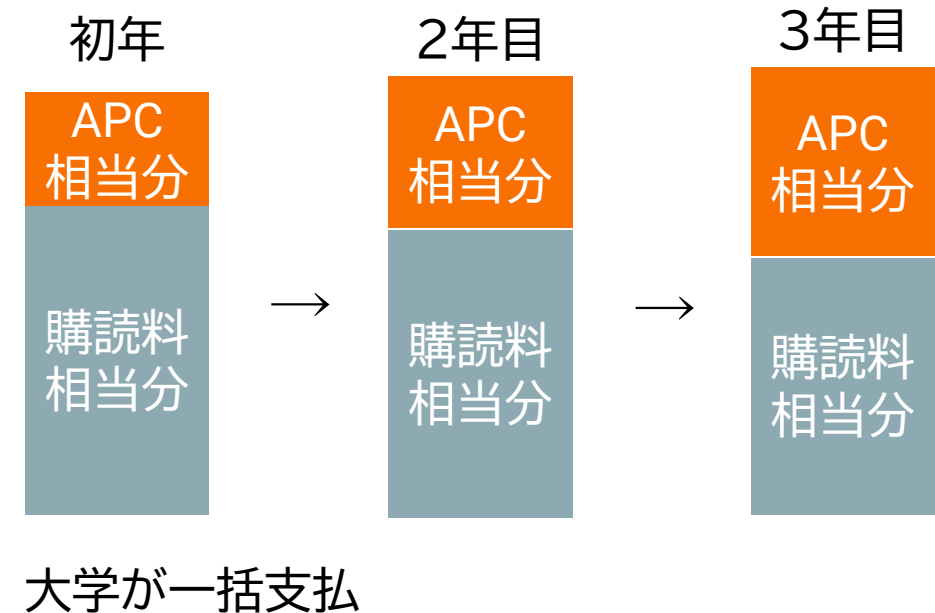 初年
2年目
3年目
APC
相当分
APC
相当分
APC
相当分
→
→
購読料
相当分
購読料
相当分
購読料
相当分
大学が一括支払